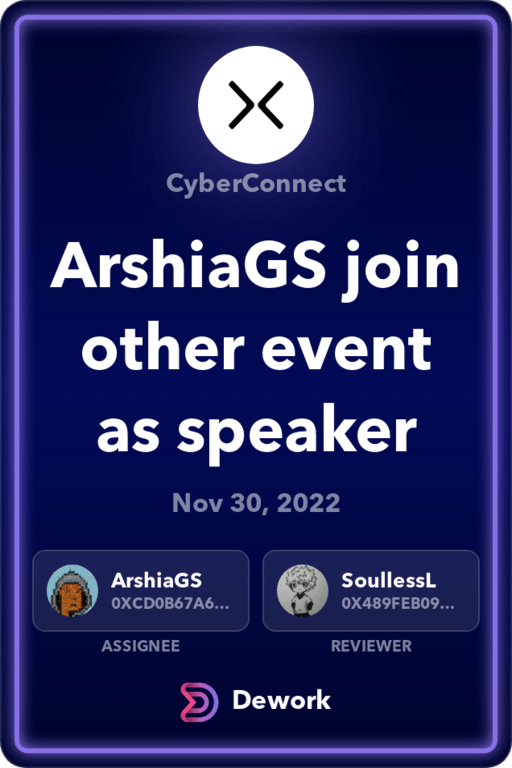 CyberConnect
ArshiaGS join
other event
as speaker
Nov 30, 2022
ArshiaGS
0XCD0B67A6...
ASSIGNEE
SoullessL
0X489FEB09...
REVIEWER
Dework